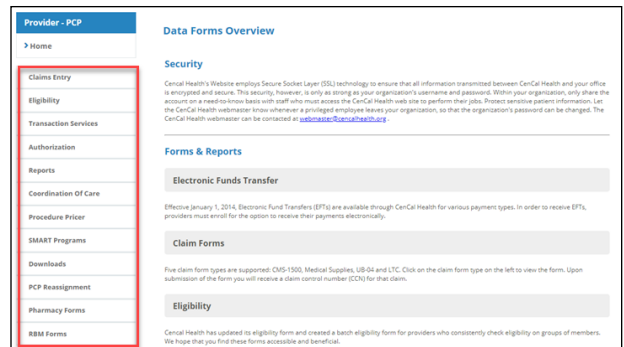 Provider - PCP
Home
Claims Entry
Eligibility
Transaction Services
Authorization
Reports
Coordination Of Care
Procedure Pricer
SMART Programs
Downloads
PCP Reassignment
Pharmacy Forms
RBM Forms
Data Forms Overview
Security
Cencal Health's Website employs Secure Socket Layer (SSL) technology to ensure that all information transmitted between CenCal Health and your office
is encrypted and secure. This security, however, is only as strong as your organization's username and password. Within your organization, only share the
account on a need-to-know basis with staff who must access the CenCal Health web site to perform their jobs. Protect sensitive patient information. Let
the CenCal Health webmaster know whenever a privileged employee leaves your organization, so that the organization's password can be changed. The
CenCal Health webmaster can be contacted at webmaster@cencalhealth.org .
Forms & Reports
Electronic Funds Transfer
Effective January 1, 2014, Electronic Fund Transfers (EFTs) are available through CenCal Health for various payment types. In order to receive EFTs,
providers must enroll for the option to receive their payments electronically.
Claim Forms
Five claim form types are supported: CMS-1500, Medical Supplies, UB-04 and LTC. Click on the claim form type on the left to view the form. Upon
submission of the form you will receive a claim control number (CCN) for that claim.
Eligibility
Cencal Health has updated its eligibility form and created a batch eligibility form for providers who consistently check eligibility on groups of members.
We hope that you find these forms accessible and beneficial.